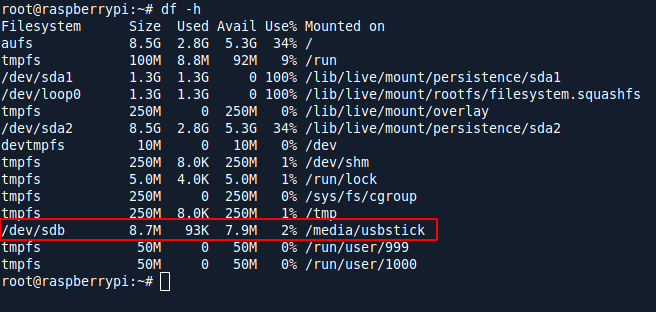 root@raspberrypi:~# df -h
Filesystem      Size  Used Avail Use% Mounted on
aufs            8.5G  2.8G  5.3G  34% /
tmpfs           100M  8.8M   92M   9% /run
/dev/sda1       1.3G  1.3G     0 100% /lib/live/mount/persistence/sda1
/dev/loop0      1.3G  1.3G     0 100% /lib/live/mount/rootfs/filesystem.squashfs
tmpfs           250M     0  250M   0% /lib/live/mount/overlay
/dev/sda2       8.5G  2.8G  5.3G  34% /lib/live/mount/persistence/sda2
devtmpfs         10M     0   10M   0% /dev
tmpfs           250M  8.0K  250M   1% /dev/shm
tmpfs           5.0M  4.0K  5.0M   1% /run/lock
tmpfs           250M     0  250M   0% /sys/fs/cgroup
tmpfs           250M  8.0K  250M   1% /tmp
/dev/sdb        8.7M   93K  7.9M   2% /media/usbstick
tmpfs            50M     0   50M   0% /run/user/999
tmpfs            50M     0   50M   0% /run/user/1000
root@raspberrypi:~#